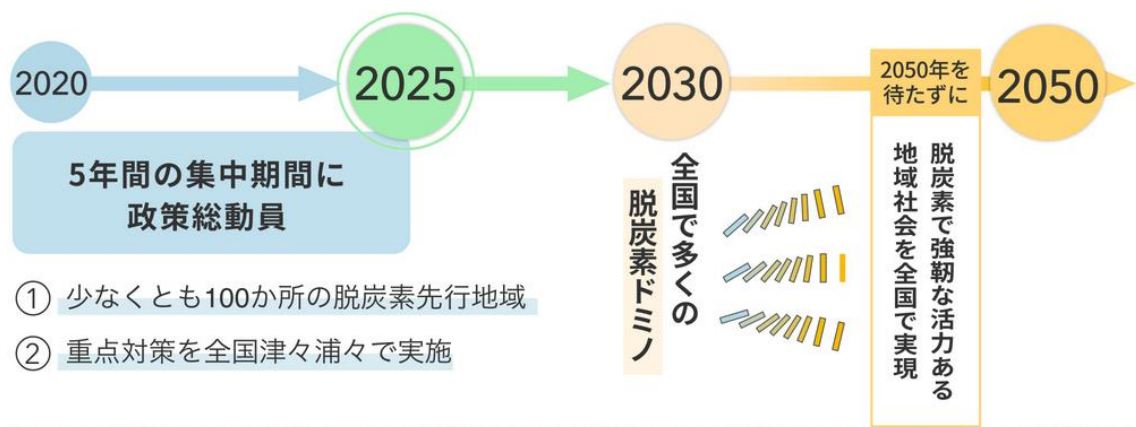 2020
2025
2030
2050年を
待たずに
2050
5年間の集中期間に
政策総動員
① 少なくとも100か所の脱炭素先行地域
② 重点対策を全国津々浦々で実施
全国で多くの
脱炭素ドミノ
脱炭素で強靭な活力ある
地域社会を全国で実現